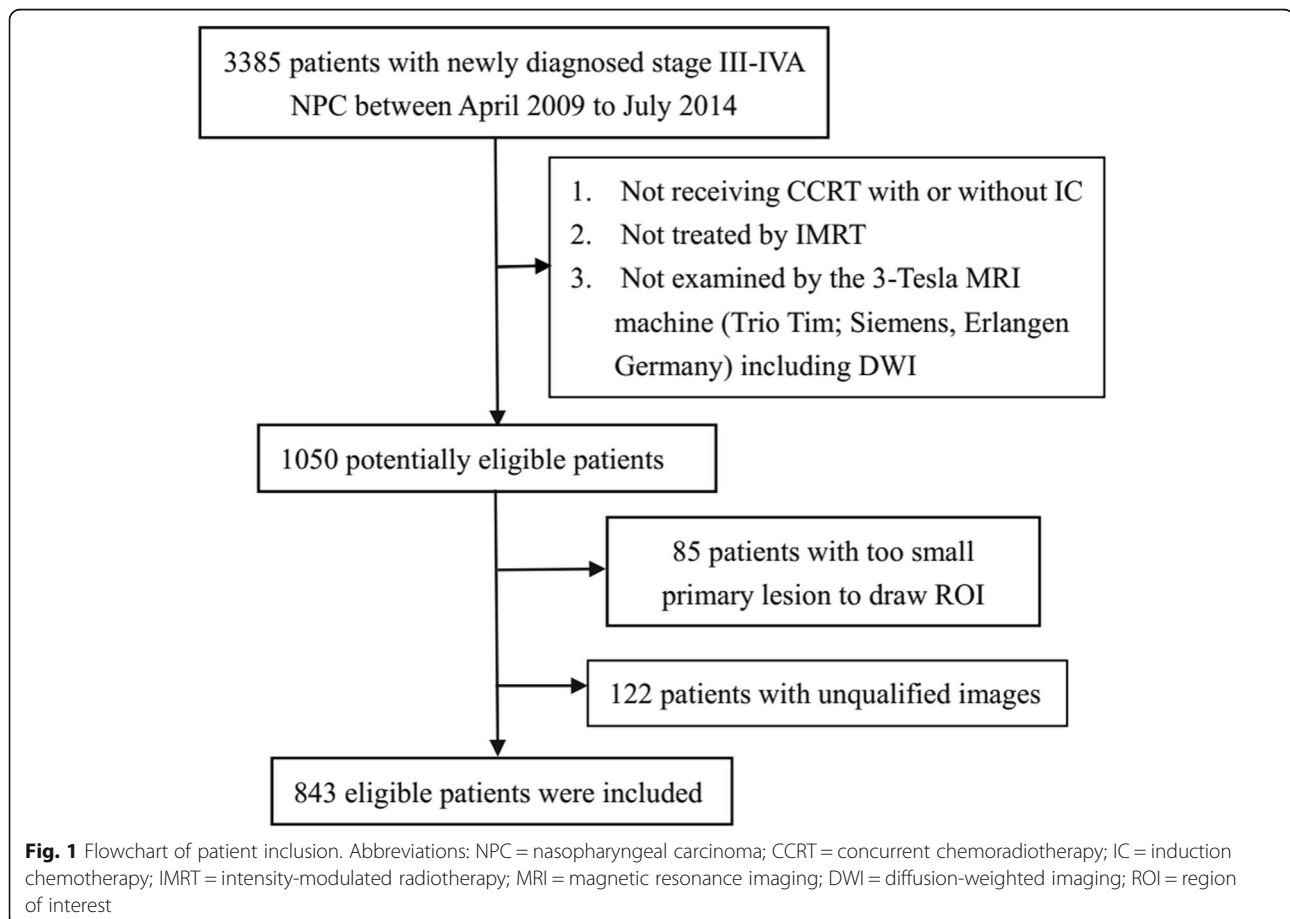 3385 patients with newly diagnosed stage III-IVA
NPC between April 2009 to July 2014
1. Not receiving CCRT with or without IC
2. Not treated by IMRT
3. Not examined by the 3-Tesla MRI
machine (Trio Tim; Siemens, Erlangen
Germany) including DWI
1050 potentially eligible patients
85 patients with too small
primary lesion to draw ROI
122 patients with unqualified images
843 eligible patients were included
Fig. 1 Flowchart of patient inclusion. Abbreviations: NPC = nasopharyngeal carcinoma; CCRT = concurrent chemoradiotherapy; IC = induction
chemotherapy; IMRT = intensity-modulated radiotherapy; MRI = magnetic resonance imaging; DWI = diffusion-weighted imaging; ROI = region
of interest